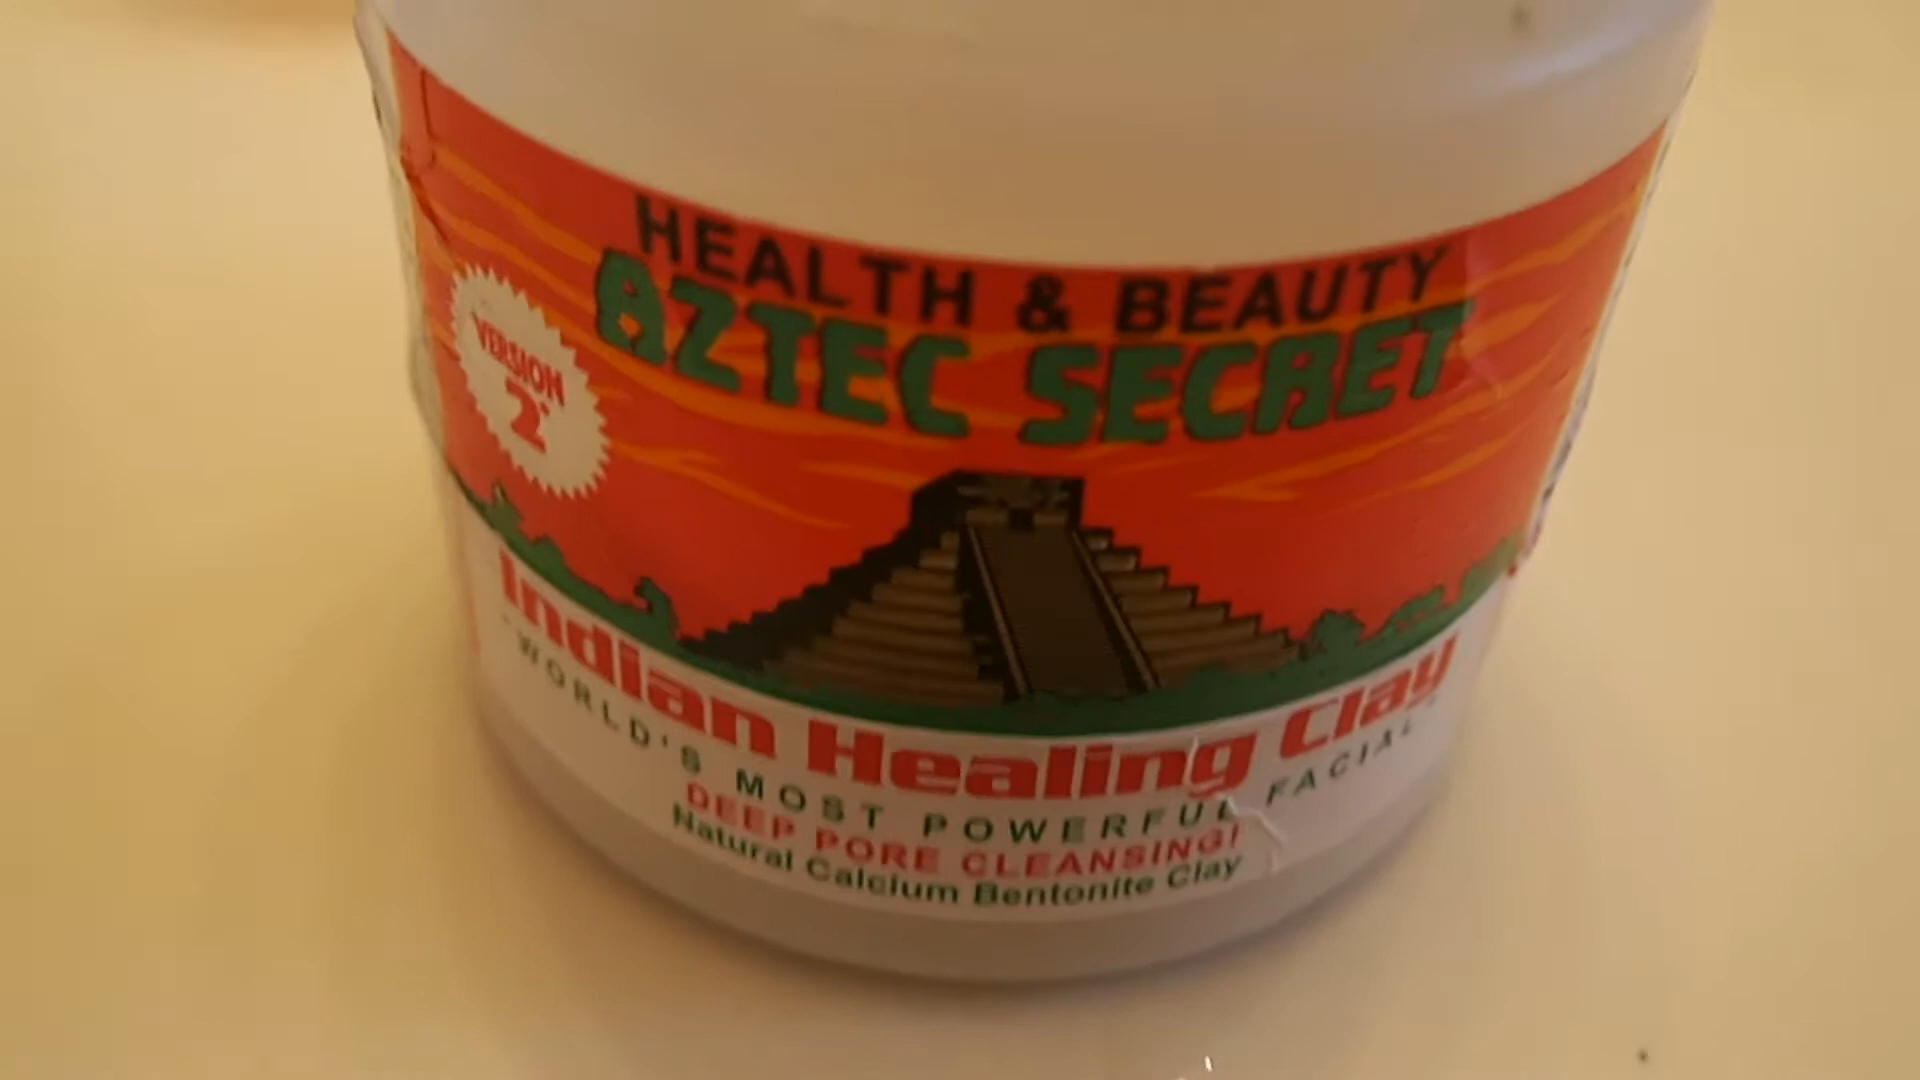 HEALTH & BEAUTY
AZTEC SECRET
VERSION
2
Indian Healing Clay
"WORLD'S MOST POWERFUL FACIAL"
DEEP PORE CLEANSING!
Natural Calcium Bentonite Clay